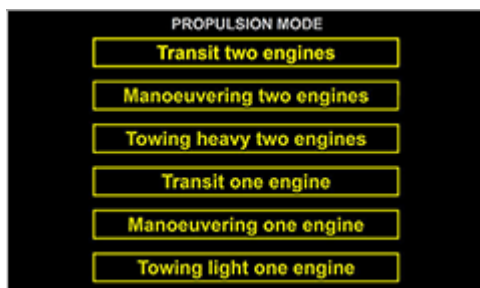 PROPULSION MODE
Transit two engines
Manoeuvering two engines
Towing heavy two engines
Transit one engine
Manoeuvering one engine
Towing light one engine